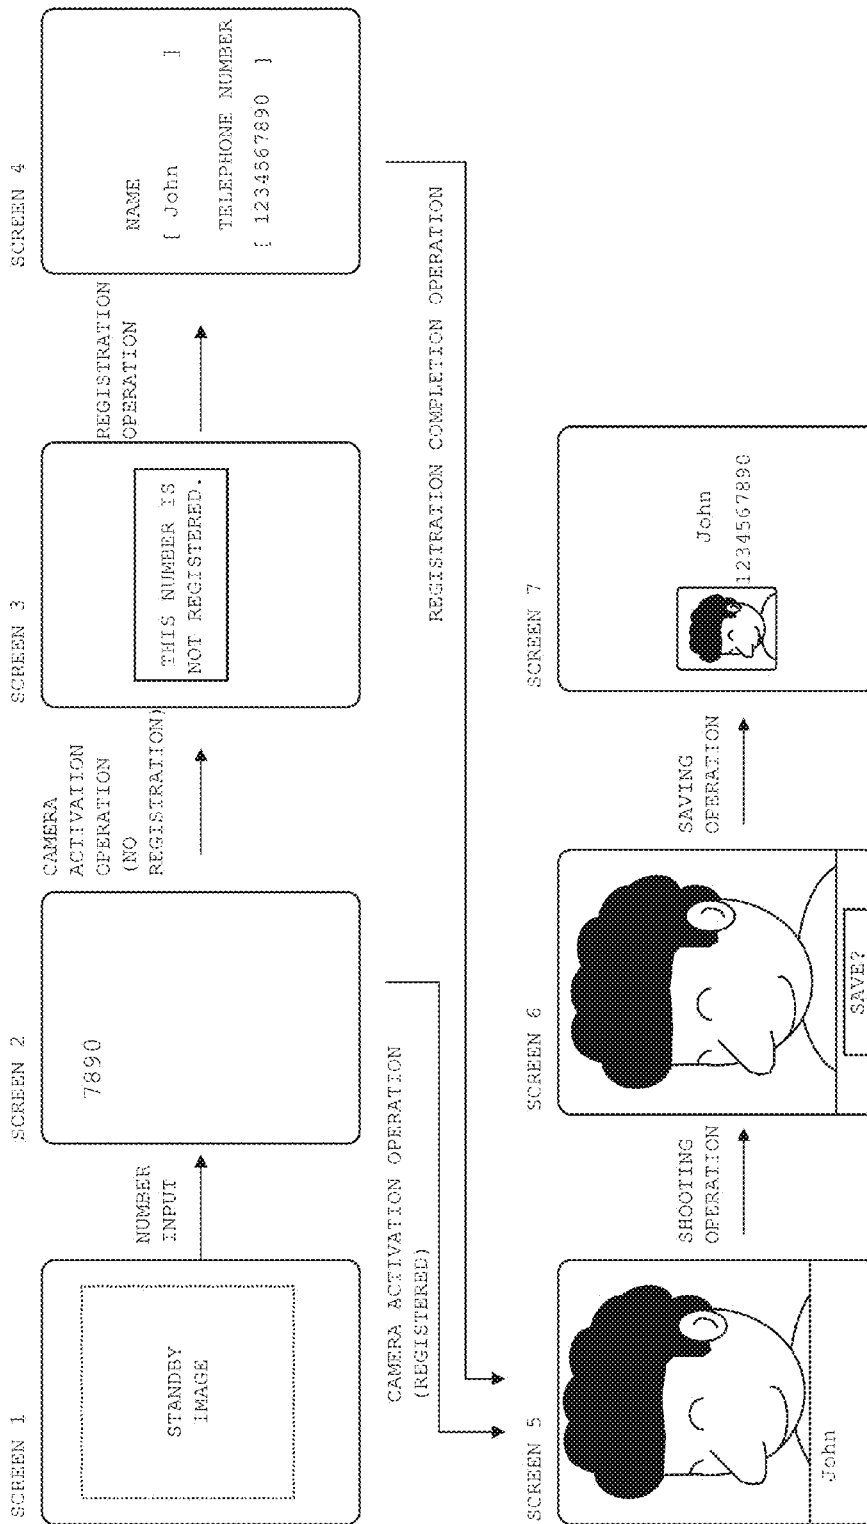 SCREEN 1
STANDBY
IMAGE
NUMBER
INPUT
SCREEN 2
7890
CAMERA
ACTIVATION
OPERATION
(NO
REGISTRATION)
SCREEN 3
THIS NUMBER IS
NOT REGISTERED.
REGISTRATION
OPERATION
SCREEN 4
NAME
[ John ]
TELEPHONE NUMBER
[ 1234567890 ]
CAMERA ACTIVATION OPERATION
(REGISTERED)
REGISTRATION COMPLETION OPERATION
SCREEN 5
John
SHOOTING
OPERATION
SCREEN 6
SAVE?
SAVING
OPERATION
SCREEN 7
John
1234567890